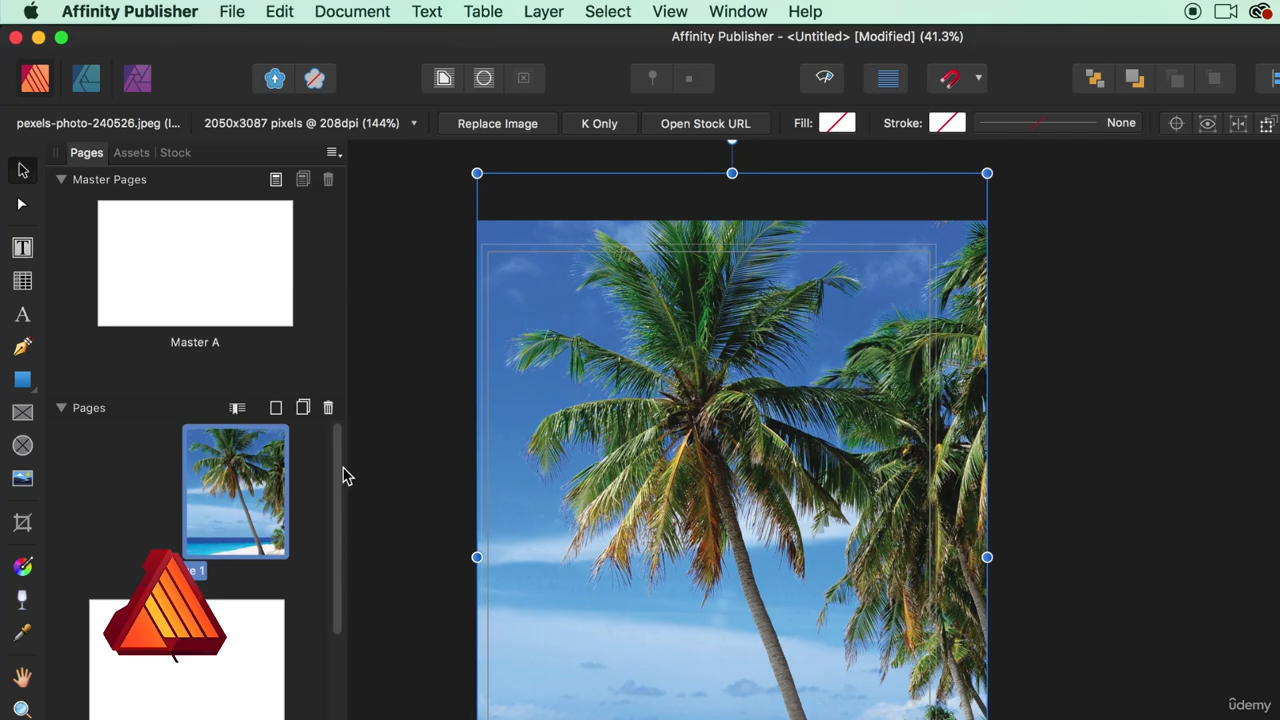 Affinity Publisher File Edit Document Text Table Layer Select View Window Help
Affinity Publisher - <Untitled> [Modified] (41.3%)
pexels-photo-240526.jpeg (I... 2050x3087 pixels @ 208dpi (144%) Replace Image K Only Open Stock URL Fill: Stroke: None
Pages Assets Stock
Master Pages
Master A
Pages
e 1
ûdemy